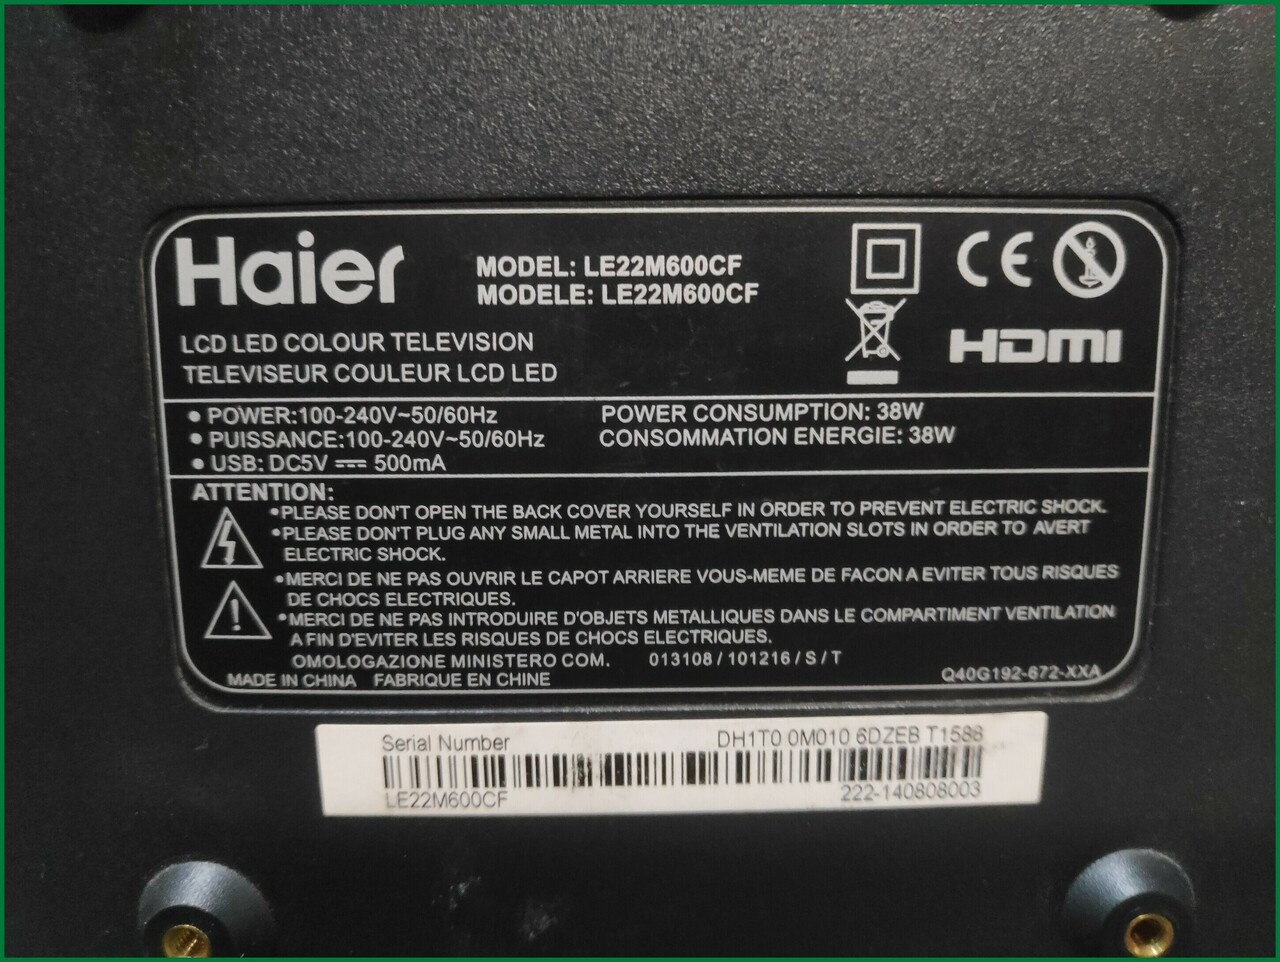 Haier
MODEL: LE22M600CF
MODELE: LE22M600CF
CE
HDMI
LCD LED COLOUR TELEVISION
TELEVISEUR COULEUR LCD LED
• POWER:100-240V~50/60Hz POWER CONSUMPTION: 38W
• PUISSANCE:100-240V~50/60Hz CONSOMMATION ENERGIE: 38W
• USB: DC5V ⎓ 500mA
ATTENTION:
•PLEASE DON'T OPEN THE BACK COVER YOURSELF IN ORDER TO PREVENT ELECTRIC SHOCK.
•PLEASE DON'T PLUG ANY SMALL METAL INTO THE VENTILATION SLOTS IN ORDER TO AVERT
ELECTRIC SHOCK.
•MERCI DE NE PAS OUVRIR LE CAPOT ARRIERE VOUS-MEME DE FACON A EVITER TOUS RISQUES
DE CHOCS ELECTRIQUES.
•MERCI DE NE PAS INTRODUIRE D'OBJETS METALLIQUES DANS LE COMPARTIMENT VENTILATION
A FIN D'EVITER LES RISQUES DE CHOCS ELECTRIQUES.
OMOLOGAZIONE MINISTERO COM. 013108 / 101216 / S / T
MADE IN CHINA FABRIQUE EN CHINE Q40G192-672-XXA
Serial Number DH1T0 0M010 6DZEB T1588
LE22M600CF 222-140808003